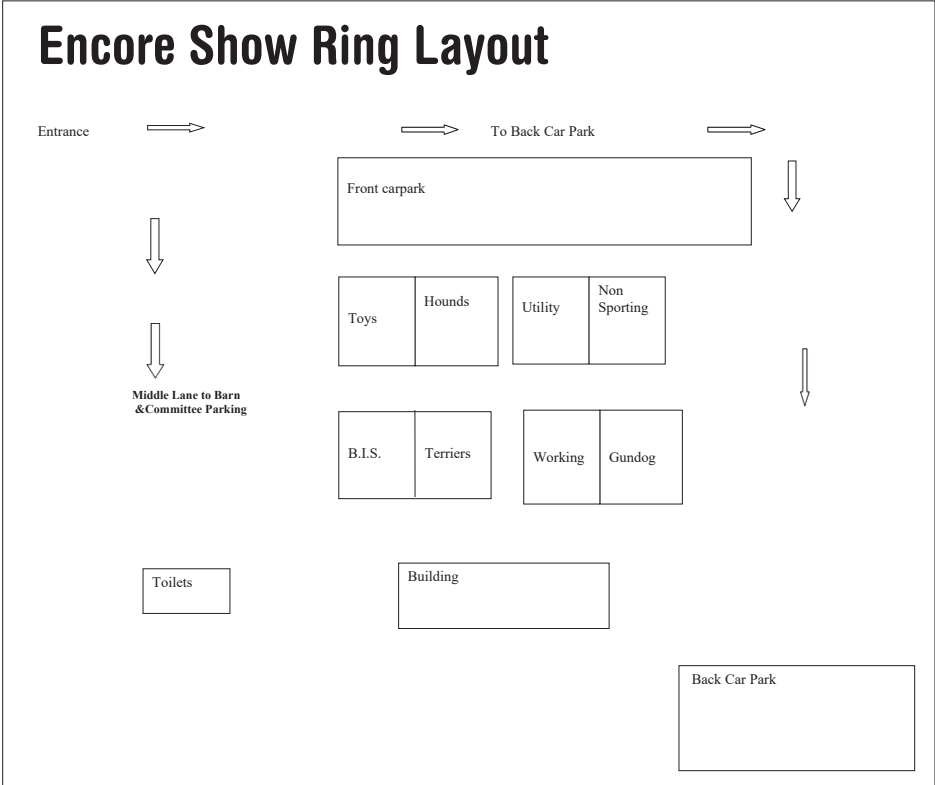 Encore Show Ring Layout
Entrance
To Back Car Park
Front carpark
Toys
Hounds
Utility
Non
Sporting
Middle Lane to Barn
&Committee Parking
B.I.S.
Terriers
Working
Gundog
Toilets
Building
Back Car Park